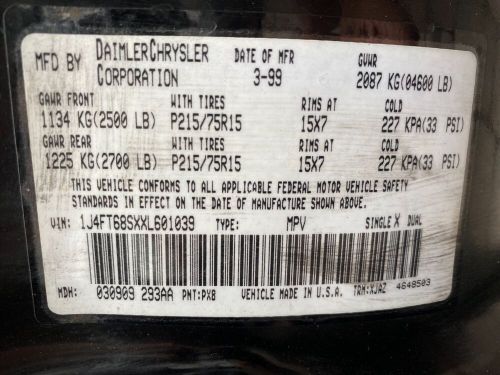 MFD BY DAIMLERCHRYSLER CORPORATION DATE OF MFR 3-99 GVWR 2087 KG(04600 LB)
GAWR FRONT WITH TIRES RIMS AT COLD
1134 KG(2500 LB) P215/75R15 15X7 227 KPA(33 PSI)
GAWR REAR WITH TIRES RIMS AT COLD
1225 KG(2700 LB) P215/75R15 15X7 227 KPA(33 PSI)
THIS VEHICLE CONFORMS TO ALL APPLICABLE FEDERAL MOTOR VEHICLE SAFETY
STANDARDS IN EFFECT ON THE DATE OF MANUFACTURE SHOWN ABOVE.
VIN: 1J4FT68SXXL601039 TYPE: MPV SINGLE X DUAL
MDH: 030909 293AA PNT:PX8 VEHICLE MADE IN U.S.A. TRM:XJAZ 4648503